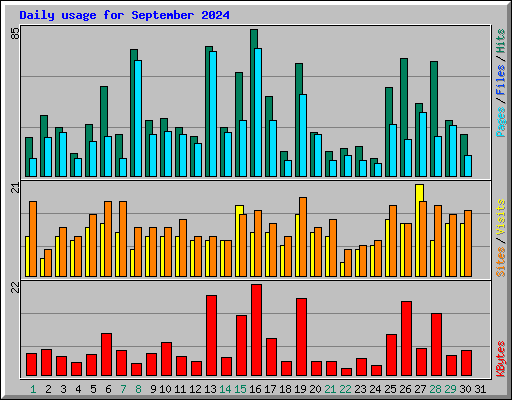 Daily usage for September 2024
85
Pages / Files / Hits
21
Sites / Visits
22
KBytes
1 2 3 4 5 6 7 8 9 10 11 12 13 14 15 16 17 18 19 20 21 22 23 24 25 26 27 28 29 30 31